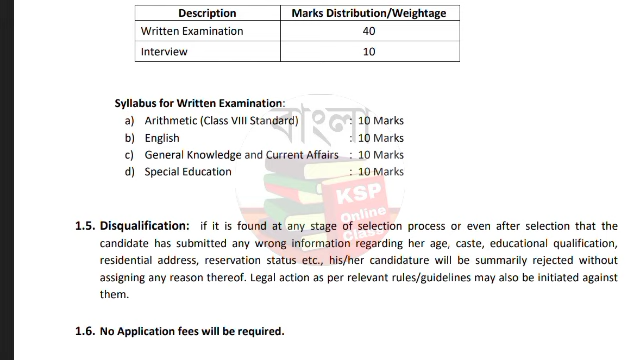 Description Marks Distribution/Weightage
Written Examination 40
Interview 10
Syllabus for Written Examination:
a) Arithmetic (Class VIII Standard) : 10 Marks
b) English : 10 Marks
c) General Knowledge and Current Affairs : 10 Marks
d) Special Education : 10 Marks
বাংলা
KSP
Online
1.5. Disqualification: if it is found at any stage of selection process or even after selection that the
candidate has submitted any wrong information regarding her age, caste, educational qualification,
residential address, reservation status etc., his/her candidature will be summarily rejected without
assigning any reason thereof. Legal action as per relevant rules/guidelines may also be initiated against
them.
1.6. No Application fees will be required.